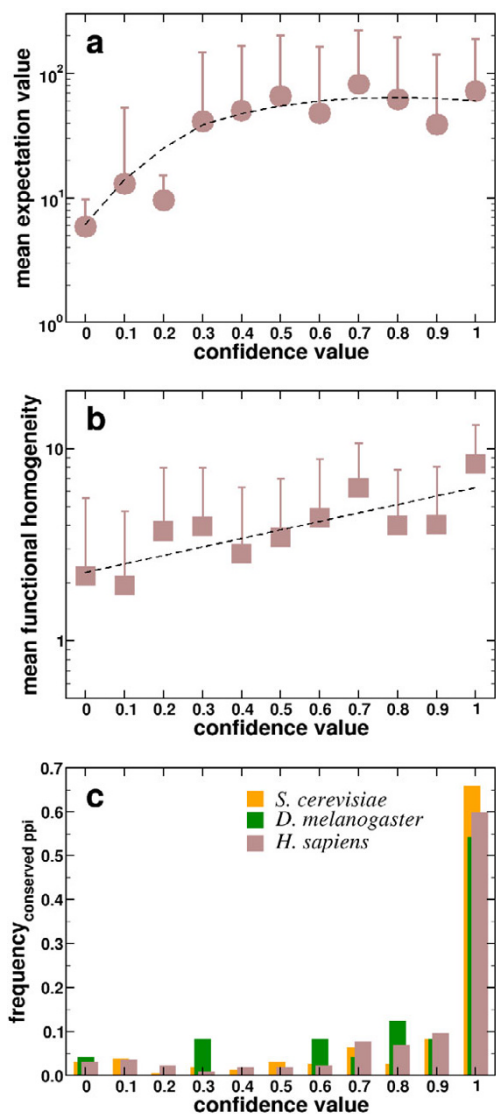 a
mean expectation value
10²
10¹
10⁰
0 0.1 0.2 0.3 0.4 0.5 0.6 0.7 0.8 0.9 1
confidence value
b
mean functional homogeneity
10
1
0 0.1 0.2 0.3 0.4 0.5 0.6 0.7 0.8 0.9 1
confidence value
c
frequency conserved ppi
0.7
0.6
0.5
0.4
0.3
0.2
0.1
0.0
S. cerevisiae
D. melanogaster
H. sapiens
0 0.1 0.2 0.3 0.4 0.5 0.6 0.7 0.8 0.9 1
confidence value